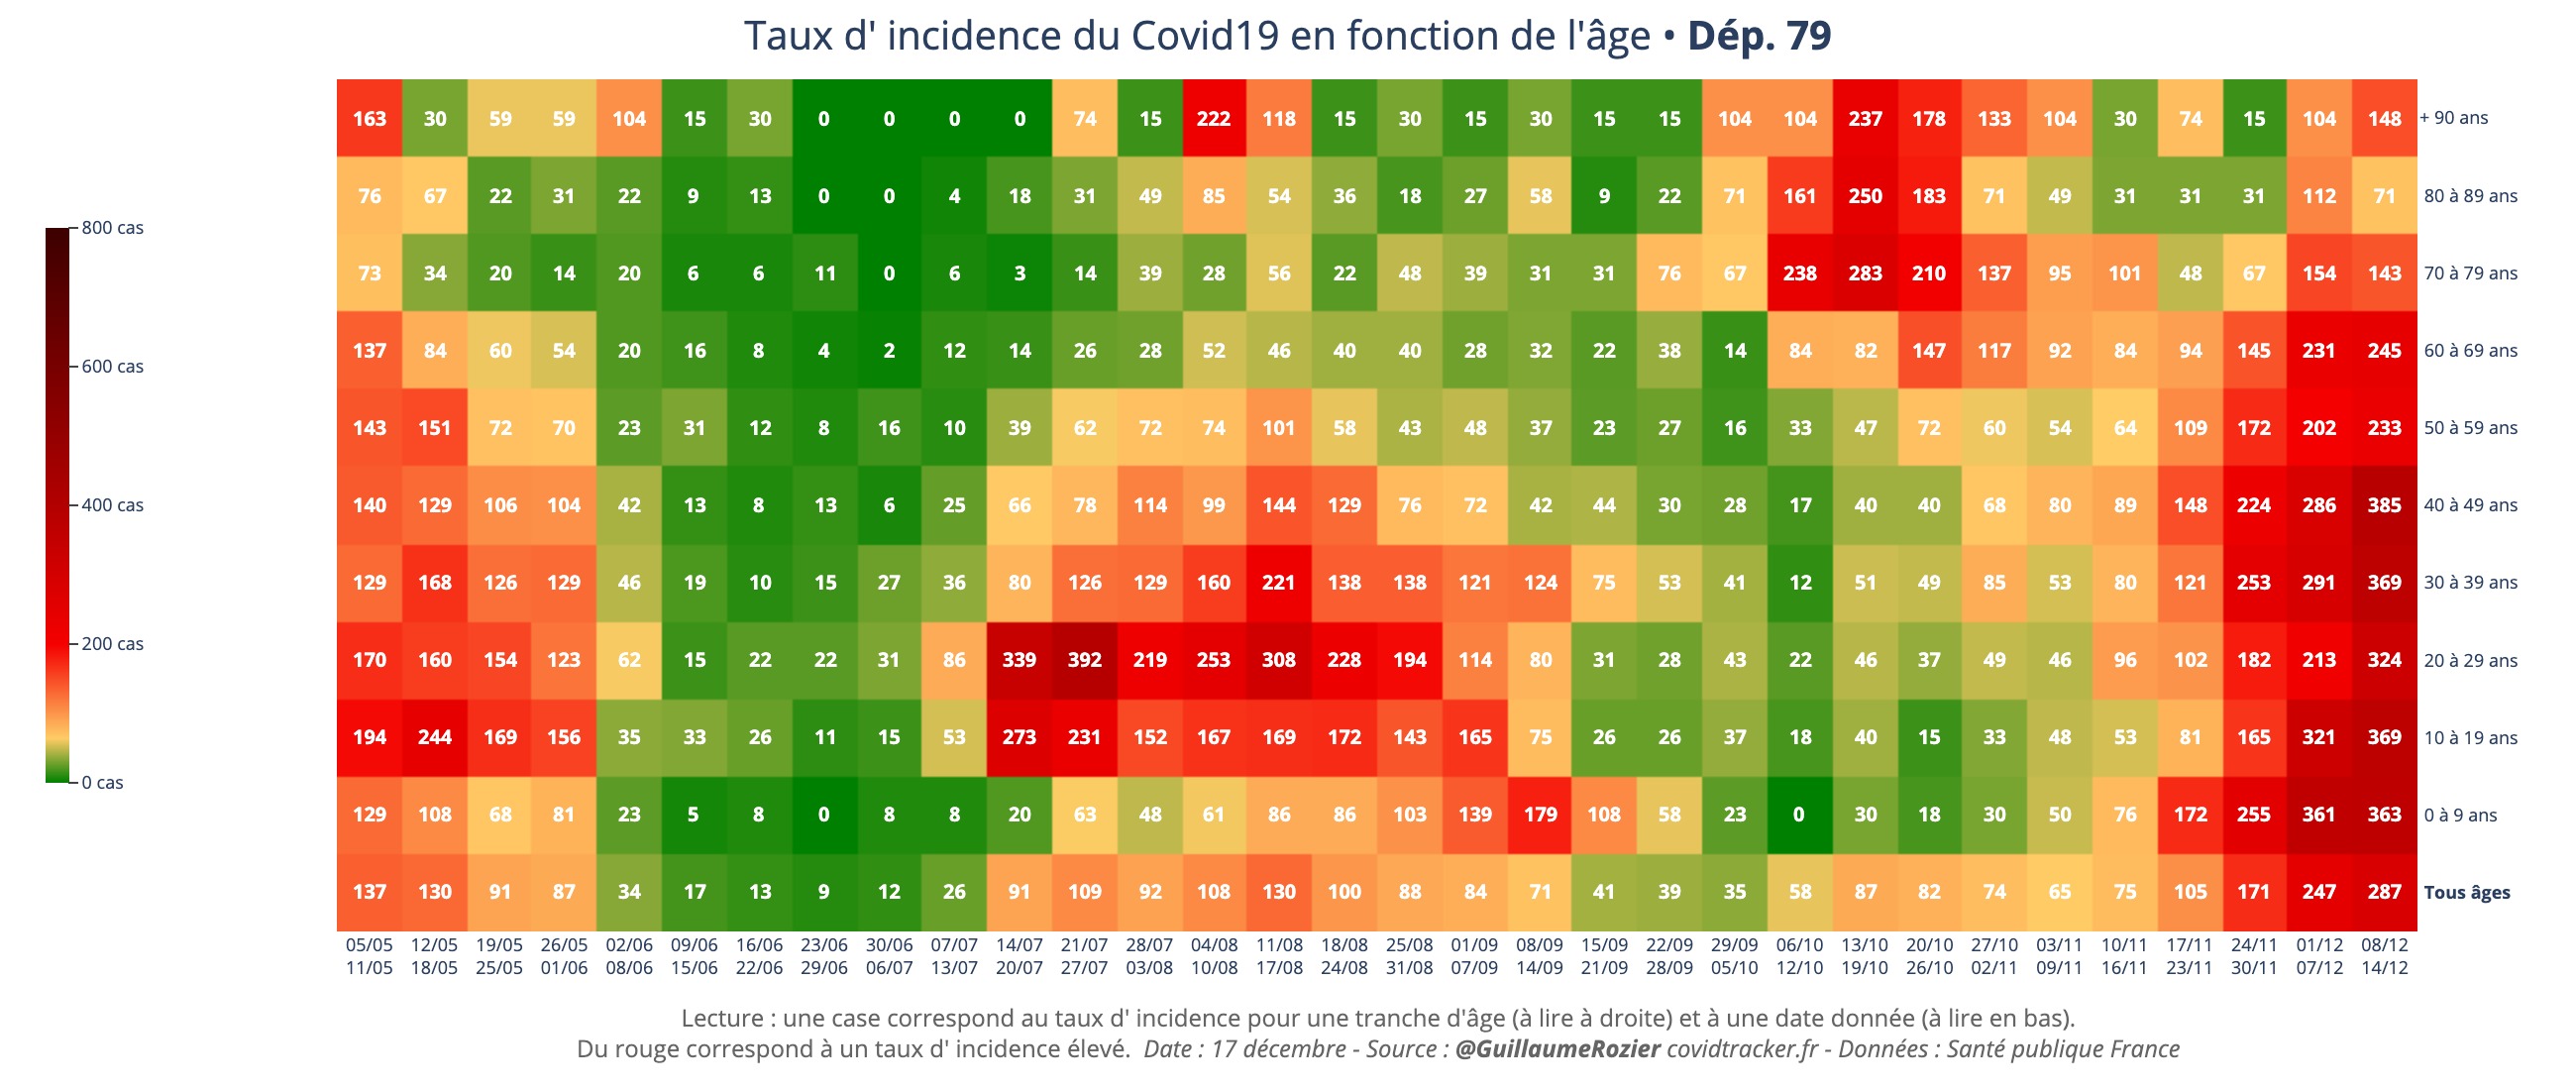 Taux d' incidence du Covid19 en fonction de l'âge • Dép. 79
163 30 59 59 104 15 30 0 0 0 0 74 15 222 118 15 30 15 30 15 15 104 104 237 178 133 104 30 74 15 104 148 + 90 ans
76 67 22 31 22 9 13 0 0 4 18 31 49 85 54 36 18 27 58 9 22 71 161 250 183 71 49 31 31 31 112 71 80 à 89 ans
800 cas
73 34 20 14 20 6 6 11 0 6 3 14 39 28 56 22 48 39 31 31 76 67 238 283 210 137 95 101 48 67 154 143 70 à 79 ans
137 84 60 54 20 16 8 4 2 12 14 26 28 52 46 40 40 28 32 22 38 14 84 82 147 117 92 84 94 145 231 245 60 à 69 ans
600 cas
143 151 72 70 23 31 12 8 16 10 39 62 72 74 101 58 43 48 37 23 27 16 33 47 72 60 54 64 109 172 202 233 50 à 59 ans
400 cas
140 129 106 104 42 13 8 13 6 25 66 78 114 99 144 129 76 72 42 44 30 28 17 40 40 68 80 89 148 224 286 385 40 à 49 ans
129 168 126 129 46 19 10 15 27 36 80 126 129 160 221 138 138 121 124 75 53 41 12 51 49 85 53 80 121 253 291 369 30 à 39 ans
200 cas
170 160 154 123 62 15 22 22 31 86 339 392 219 253 308 228 194 114 80 31 28 43 22 46 37 49 46 96 102 182 213 324 20 à 29 ans
194 244 169 156 35 33 26 11 15 53 273 231 152 167 169 172 143 165 75 26 26 37 18 40 15 33 48 53 81 165 321 369 10 à 19 ans
0 cas
129 108 68 81 23 5 8 0 8 8 20 63 48 61 86 86 103 139 179 108 58 23 0 30 18 30 50 76 172 255 361 363 0 à 9 ans
137 130 91 87 34 17 13 9 12 26 91 109 92 108 130 100 88 84 71 41 39 35 58 87 82 74 65 75 105 171 247 287 Tous âges
05/05 12/05 19/05 26/05 02/06 09/06 16/06 23/06 30/06 07/07 14/07 21/07 28/07 04/08 11/08 18/08 25/08 01/09 08/09 15/09 22/09 29/09 06/10 13/10 20/10 27/10 03/11 10/11 17/11 24/11 01/12 08/12
11/05 18/05 25/05 01/06 08/06 15/06 22/06 29/06 06/07 13/07 20/07 27/07 03/08 10/08 17/08 24/08 31/08 07/09 14/09 21/09 28/09 05/10 12/10 19/10 26/10 02/11 09/11 16/11 23/11 30/11 07/12 14/12
Lecture : une case correspond au taux d' incidence pour une tranche d'âge (à lire à droite) et à une date donnée (à lire en bas).
Du rouge correspond à un taux d' incidence élevé. Date : 17 décembre - Source : @GuillaumeRozier covidtracker.fr - Données : Santé publique France